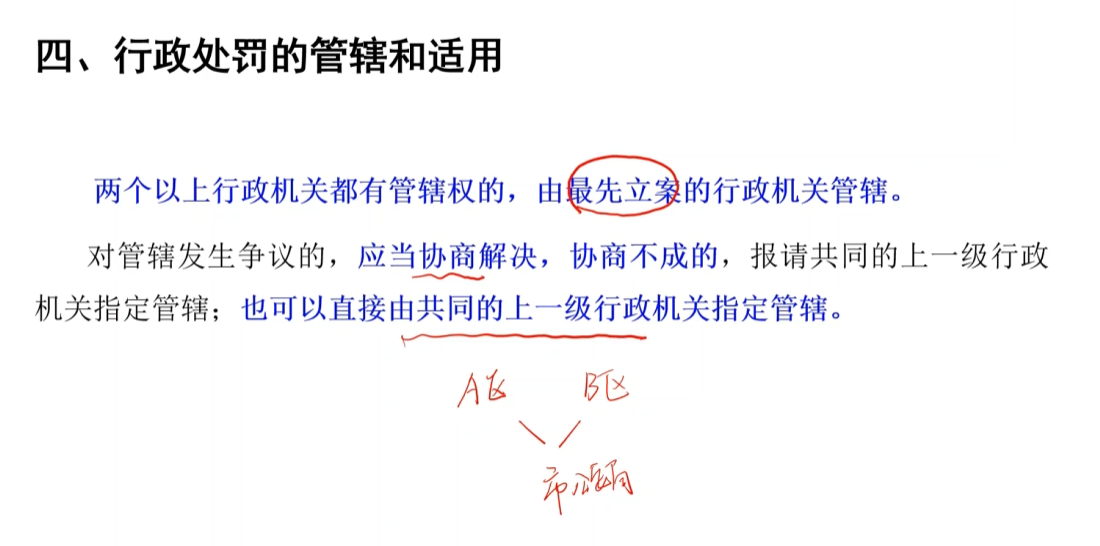 四、行政处罚的管辖和适用
两个以上行政机关都有管辖权的，由最先立案的行政机关管辖。
对管辖发生争议的，应当协商解决，协商不成的，报请共同的上一级行政
机关指定管辖；也可以直接由共同的上一级行政机关指定管辖。
A区 B区
市公安局